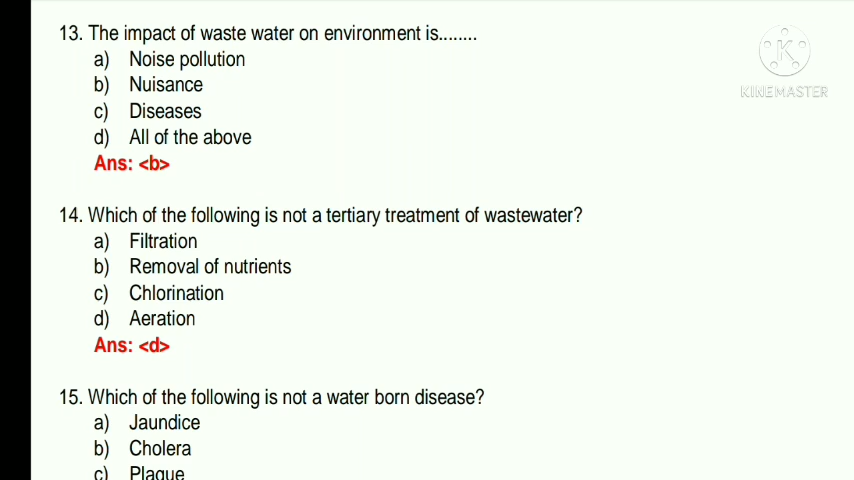 13. The impact of waste water on environment is........
a) Noise pollution
b) Nuisance
c) Diseases
d) All of the above
Ans: <b>
14. Which of the following is not a tertiary treatment of wastewater?
a) Filtration
b) Removal of nutrients
c) Chlorination
d) Aeration
Ans: <d>
15. Which of the following is not a water born disease?
a) Jaundice
b) Cholera
c) Plague
K
KINEMASTER